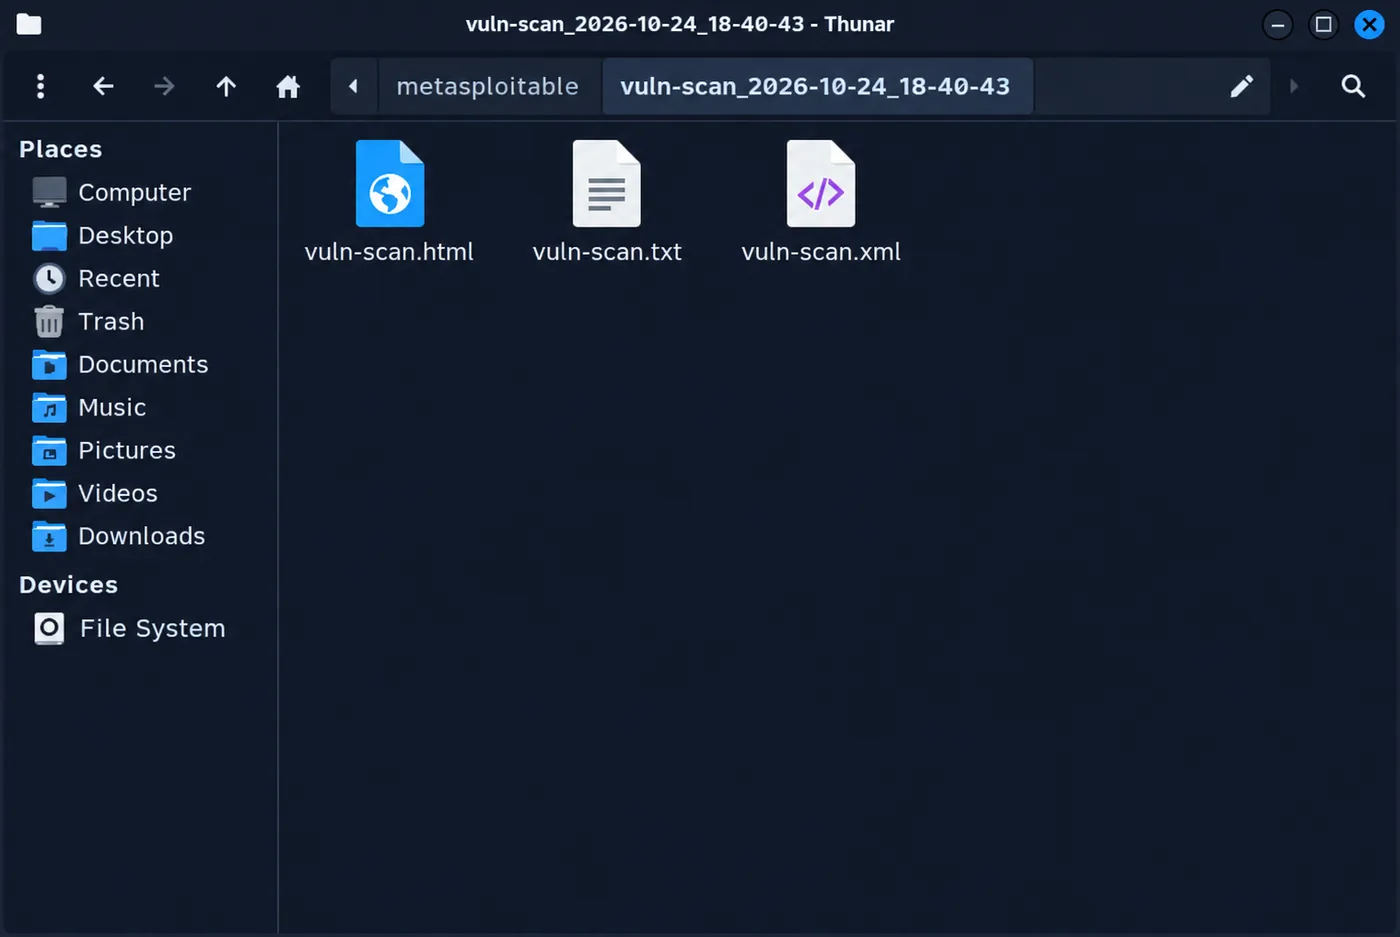 vuln-scan_2026-10-24_18-40-43 - Thunar
metasploitable
vuln-scan_2026-10-24_18-40-43
Places
Computer
Desktop
Recent
Trash
Documents
Music
Pictures
Videos
Downloads
Devices
File System
vuln-scan.html
vuln-scan.txt
vuln-scan.xml